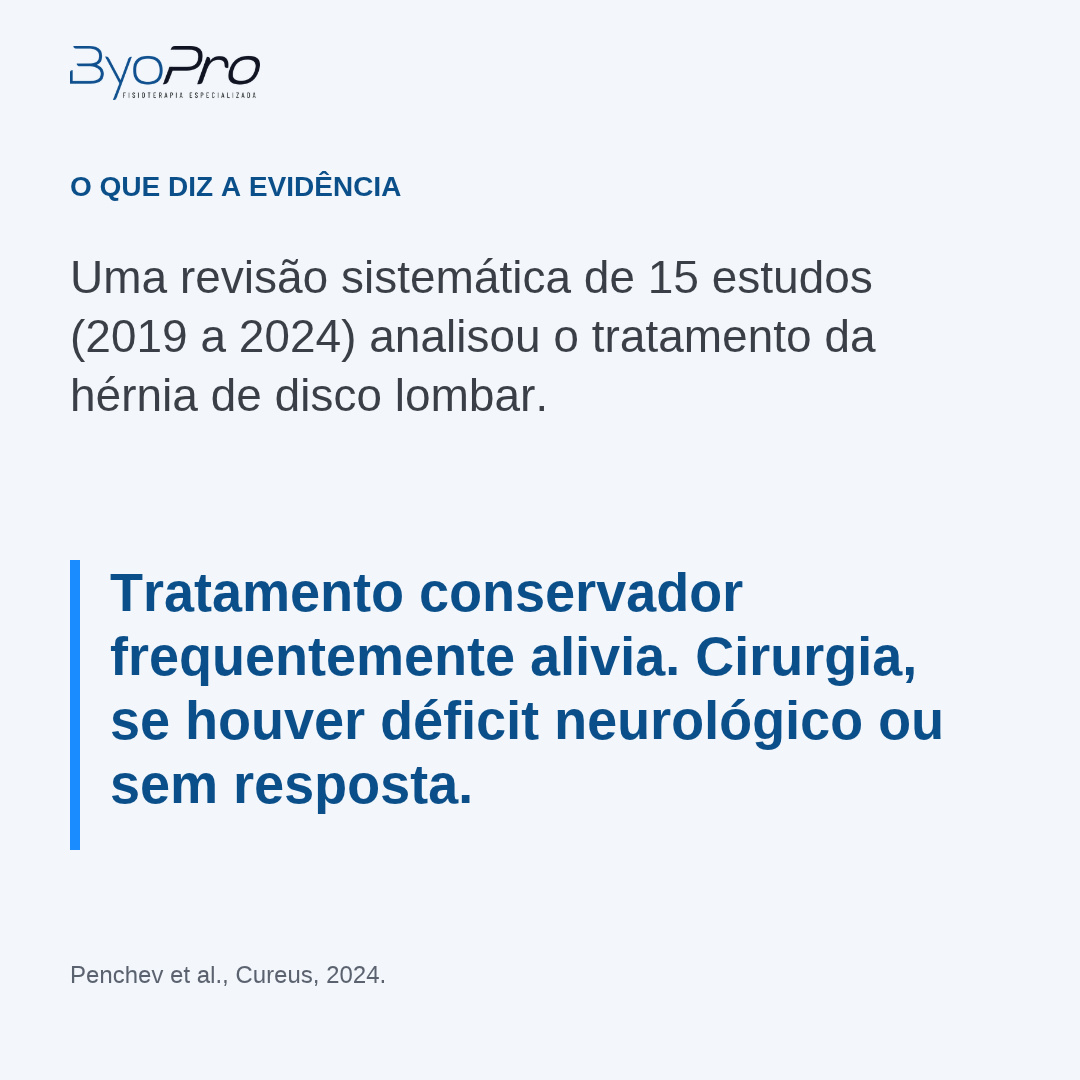 ByoPro
FISIOTERAPIA ESPECIALIZADA
O QUE DIZ A EVIDÊNCIA
Uma revisão sistemática de 15 estudos
(2019 a 2024) analisou o tratamento da
hérnia de disco lombar.
Tratamento conservador
frequentemente alivia. Cirurgia,
se houver déficit neurológico ou
sem resposta.
Penchev et al., Cureus, 2024.